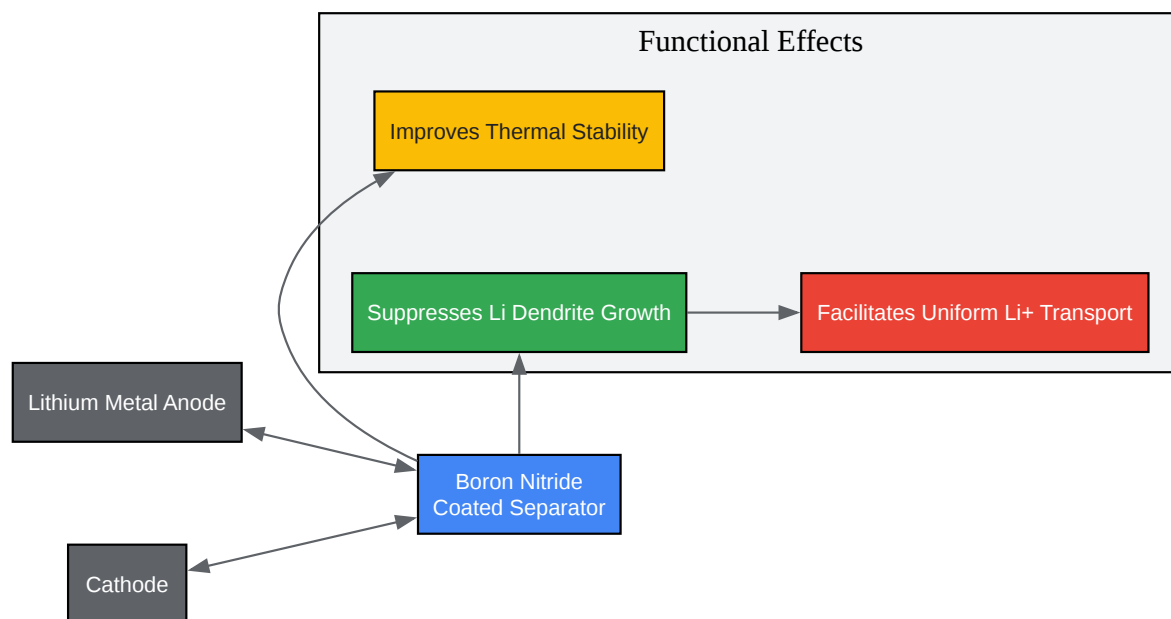 Functional Effects
Improves Thermal Stability
Suppresses Li Dendrite Growth
Facilitates Uniform Li+ Transport
Lithium Metal Anode
Boron Nitride
Coated Separator
Cathode